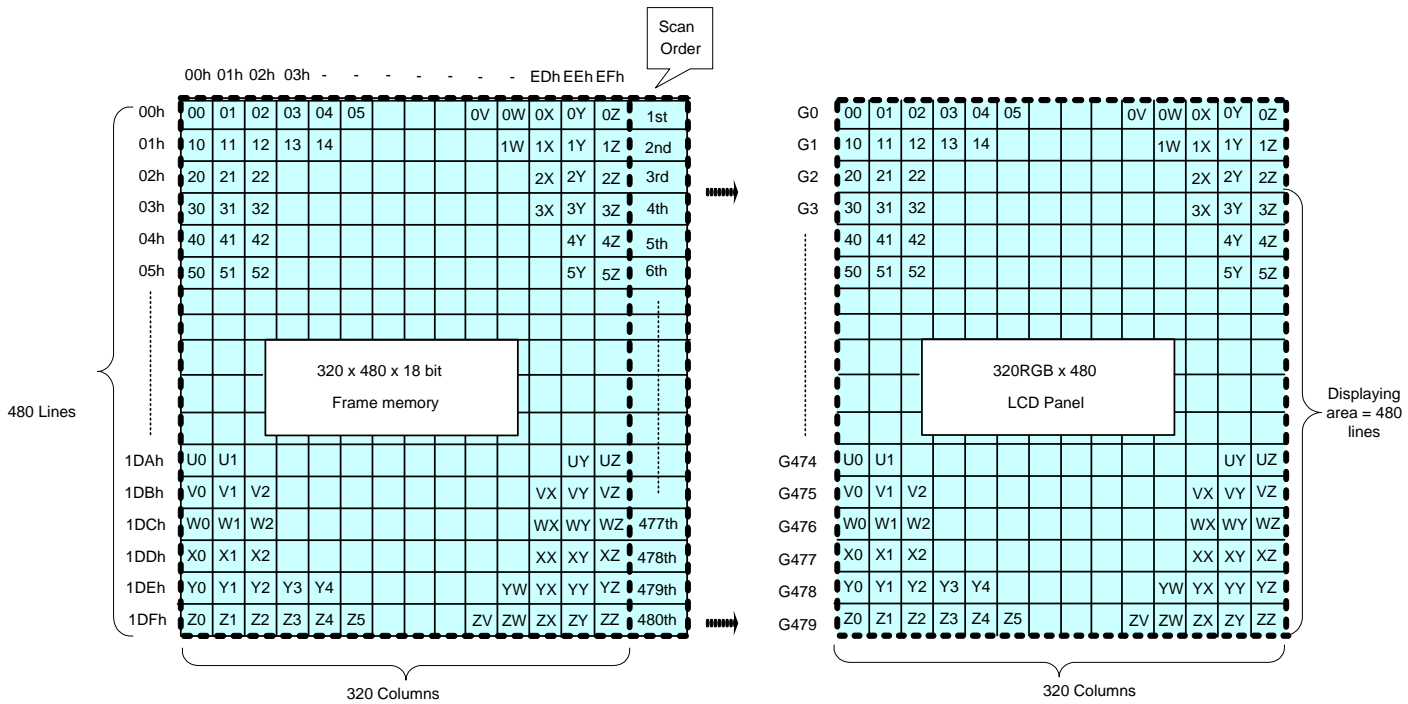 Scan
Order
00h 01h 02h 03h - - - - - - - EDh EEh EFh
00h 00 01 02 03 04 05 0V 0W 0X 0Y 0Z 1st
01h 10 11 12 13 14 1W 1X 1Y 1Z 2nd
02h 20 21 22 2X 2Y 2Z 3rd
03h 30 31 32 3X 3Y 3Z 4th
04h 40 41 42 4Y 4Z 5th
05h 50 51 52 5Y 5Z 6th
320 x 480 x 18 bit
Frame memory
480 Lines
1DAh U0 U1 UY UZ
1DBh V0 V1 V2 VX VY VZ
1DCh W0 W1 W2 WX WY WZ 477th
1DDh X0 X1 X2 XX XY XZ 478th
1DEh Y0 Y1 Y2 Y3 Y4 YW YX YY YZ 479th
1DFh Z0 Z1 Z2 Z3 Z4 Z5 ZV ZW ZX ZY ZZ 480th
320 Columns
G0 00 01 02 03 04 05 0V 0W 0X 0Y 0Z
G1 10 11 12 13 14 1W 1X 1Y 1Z
G2 20 21 22 2X 2Y 2Z
G3 30 31 32 3X 3Y 3Z
40 41 42 4Y 4Z
50 51 52 5Y 5Z
320RGB x 480
LCD Panel
Displaying
area = 480
lines
G474 U0 U1 UY UZ
G475 V0 V1 V2 VX VY VZ
G476 W0 W1 W2 WX WY WZ
G477 X0 X1 X2 XX XY XZ
G478 Y0 Y1 Y2 Y3 Y4 YW YX YY YZ
G479 Z0 Z1 Z2 Z3 Z4 Z5 ZV ZW ZX ZY ZZ
320 Columns